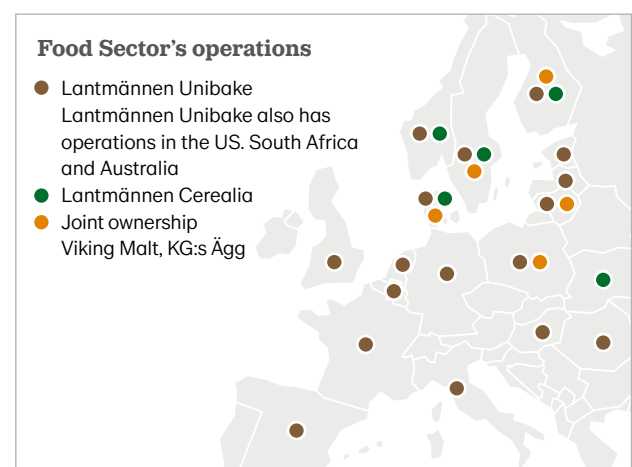 Food Sector's operations
Lantmännen Unibake
Lantmännen Unibake also has
operations in the US. South Africa
and Australia
Lantmännen Cerealia
Joint ownership
Viking Malt, KG:s Ägg